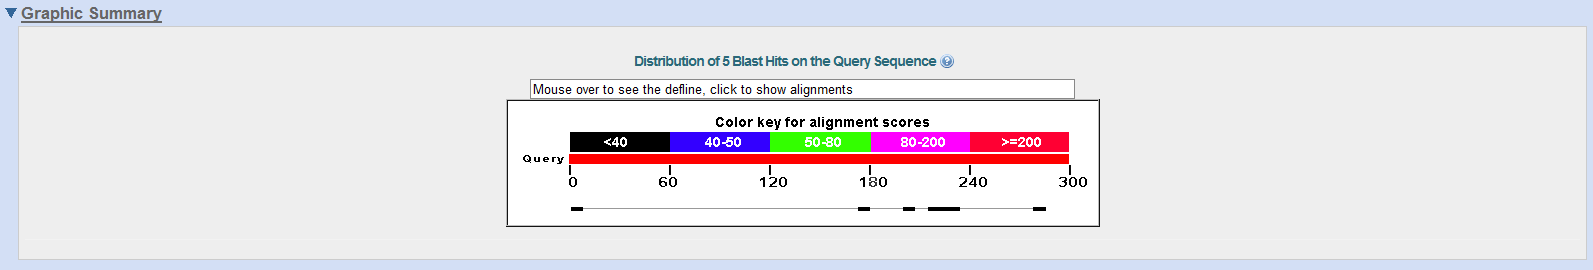 Graphic Summary
Distribution of 5 Blast Hits on the Query Sequence ?
Mouse over to see the defline, click to show alignments
Color key for alignment scores
<40 40-50 50-80 80-200 >=200
Query
0 60 120 180 240 300